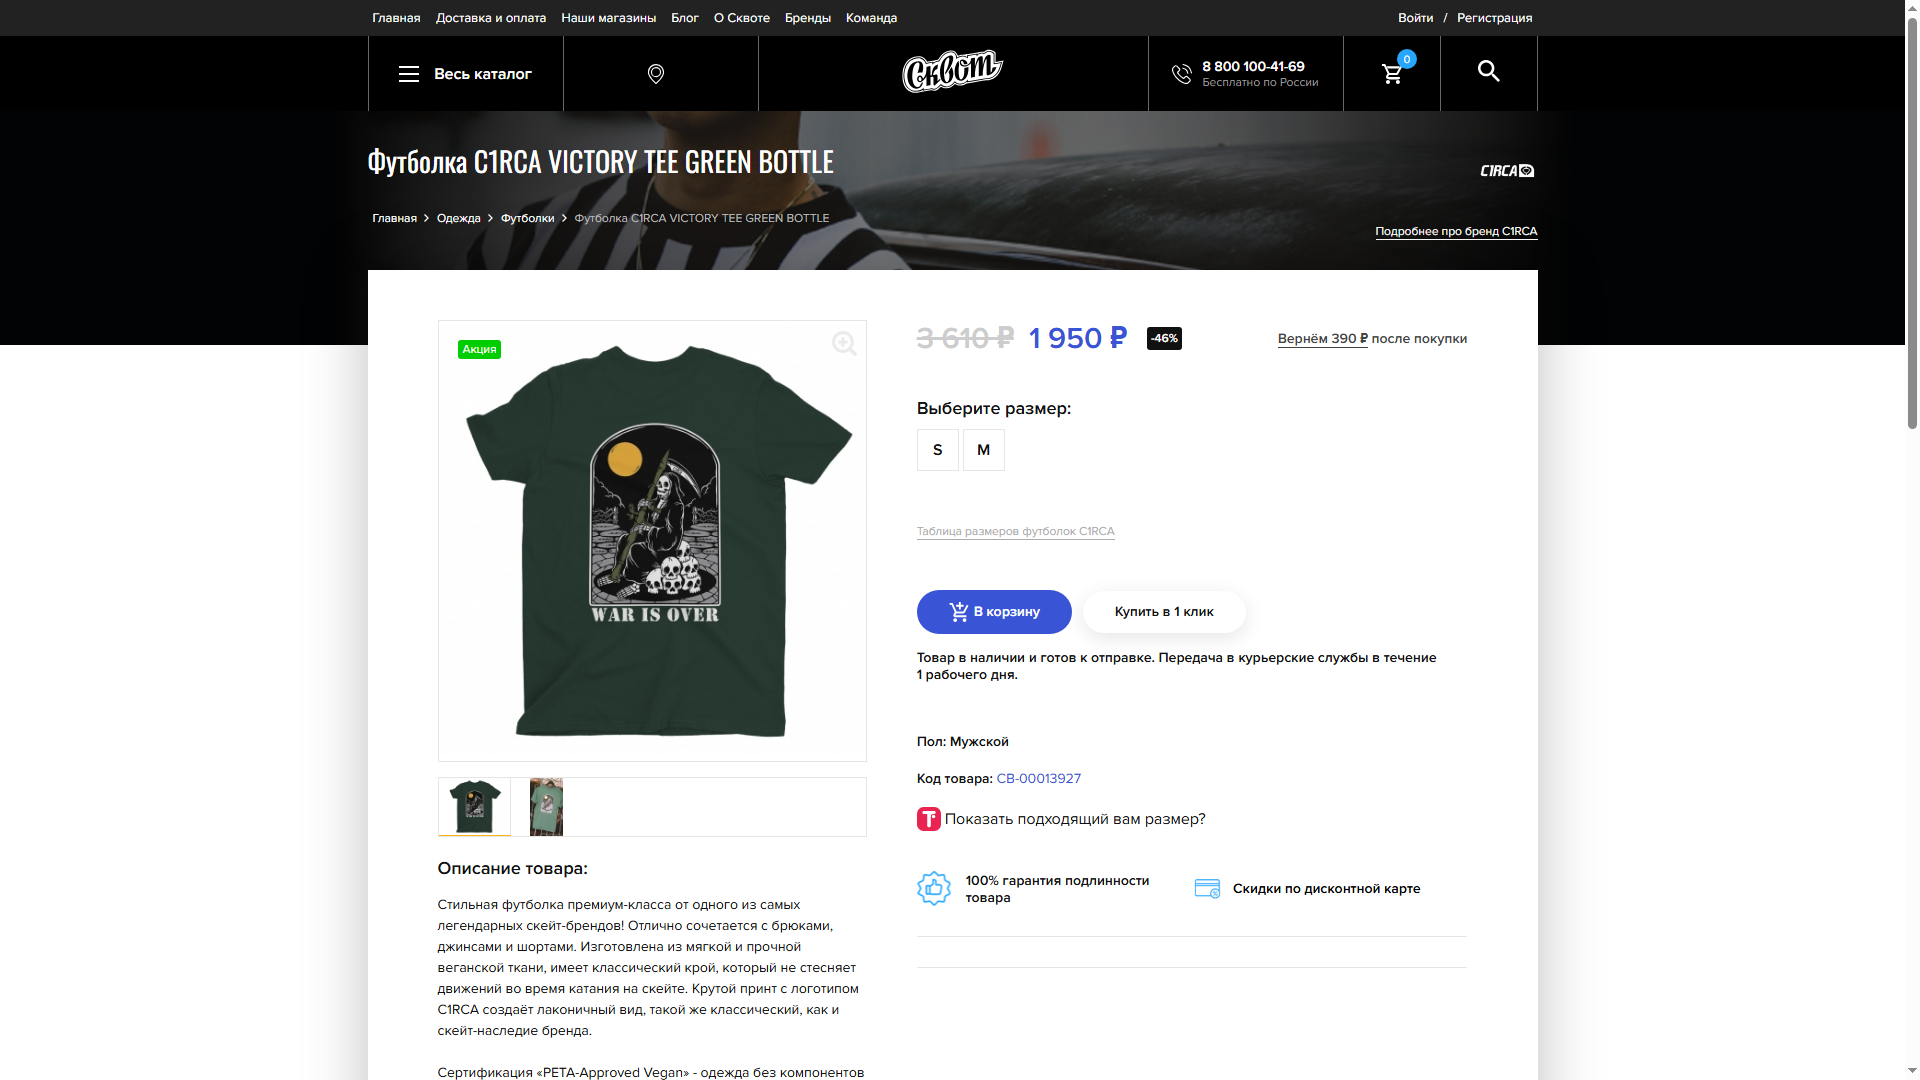 Главная Доставка и оплата Наши магазины Блог О Сквоте Бренды Команда Войти / Регистрация
Весь каталог
Сквот
8 800 100-41-69
Бесплатно по России
0
Футболка C1RCA VICTORY TEE GREEN BOTTLE
C1RCA
Главная Одежда Футболки Футболка C1RCA VICTORY TEE GREEN BOTTLE
Подробнее про бренд C1RCA
Акция
WAR IS OVER
3 610 ₽ 1 950 ₽ -46% Вернём 390 ₽ после покупки
Выберите размер:
S M
Таблица размеров футболок C1RCA
В корзину Купить в 1 клик
Товар в наличии и готов к отправке. Передача в курьерские службы в течение
1 рабочего дня.
Пол: Мужской
Код товара: СВ-00013927
Показать подходящий вам размер?
100% гарантия подлинности
товара
Скидки по дисконтной карте
Описание товара:
Стильная футболка премиум-класса от одного из самых
легендарных скейт-брендов! Отлично сочетается с брюками,
джинсами и шортами. Изготовлена из мягкой и прочной
веганской ткани, имеет классический крой, который не стесняет
движений во время катания на скейте. Крутой принт с логотипом
C1RCA создаёт лаконичный вид, такой же классический, как и
скейт-наследие бренда.
Сертификация «PETA-Approved Vegan» - одежда без компонентов